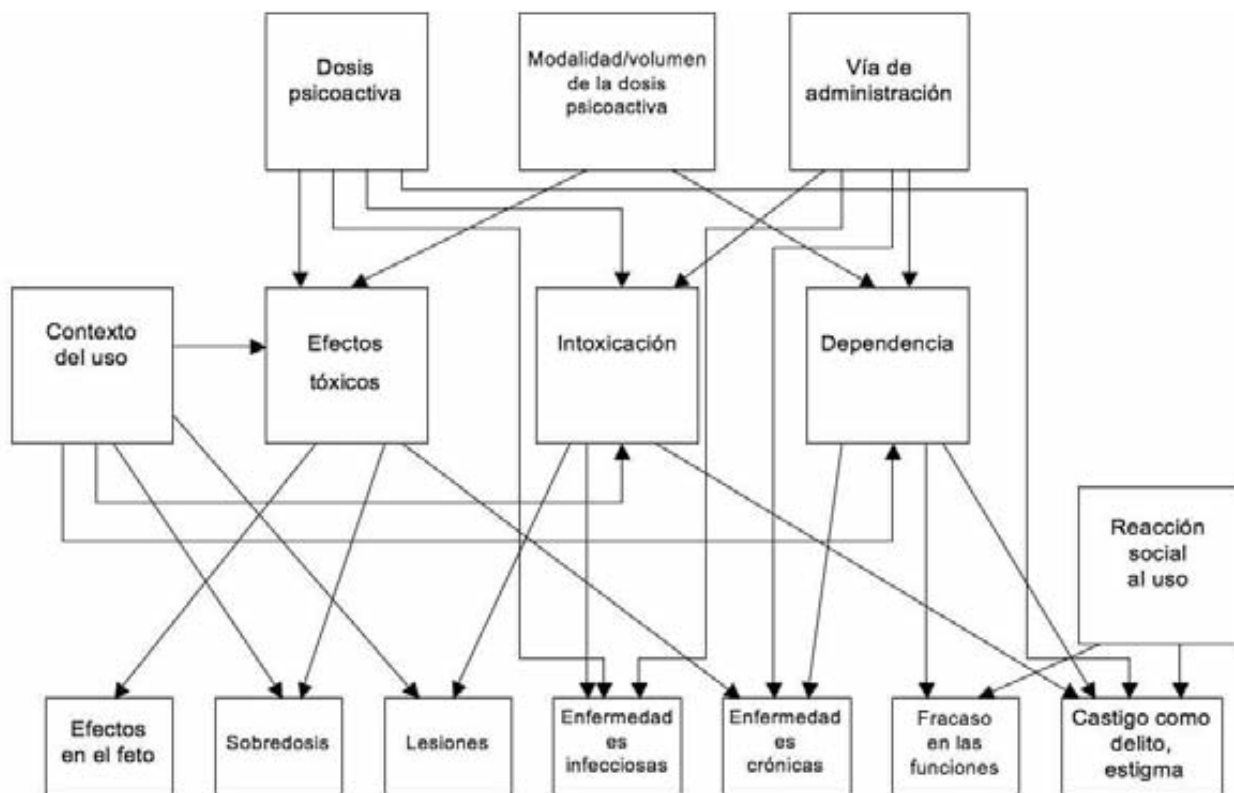 Dosis
psicoactiva
Modalidad/volumen
de la dosis
psicoactiva
Vía de
administración
Contexto
del uso
Efectos
tóxicos
Intoxicación
Dependencia
Reacción
social
al uso
Efectos
en el feto
Sobredosis
Lesiones
Enfermedad
es
infecciosas
Enfermedad
es
crónicas
Fracaso
en las
funciones
Castigo como
delito,
estigma